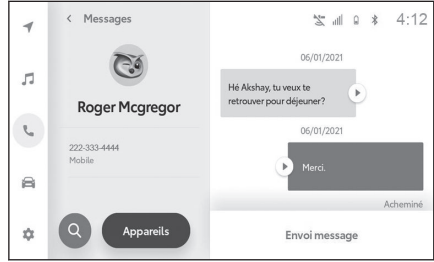 Messages
4:12
Roger Mcgregor
222-333-4444
Mobile
Appareils
06/01/2021
Hé Akshay, tu veux te
retrouver pour déjeuner?
06/01/2021
Merci.
Acheminé
Envoi message